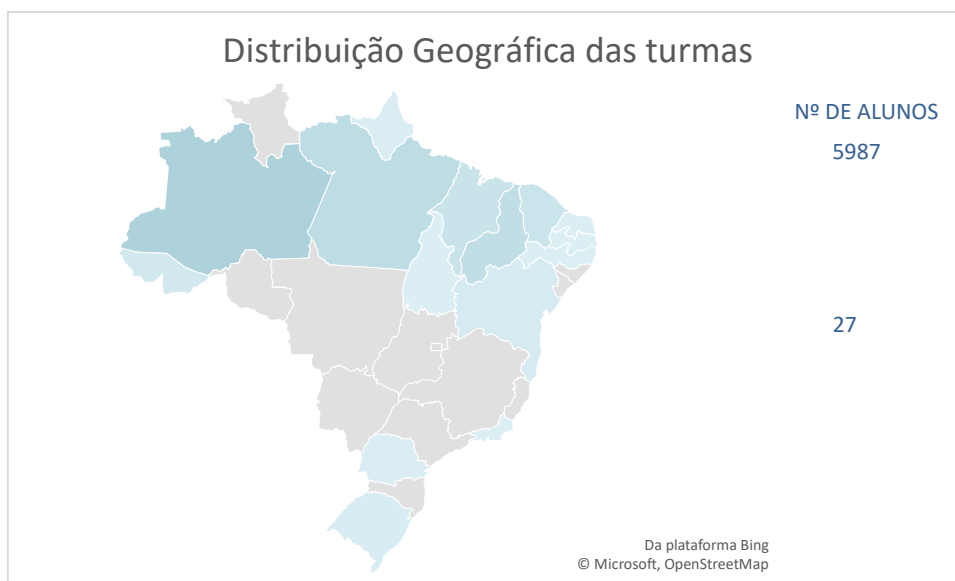 Distribuição Geográfica das turmas
Nº DE ALUNOS
5987
27
Da plataforma Bing
© Microsoft, OpenStreetMap